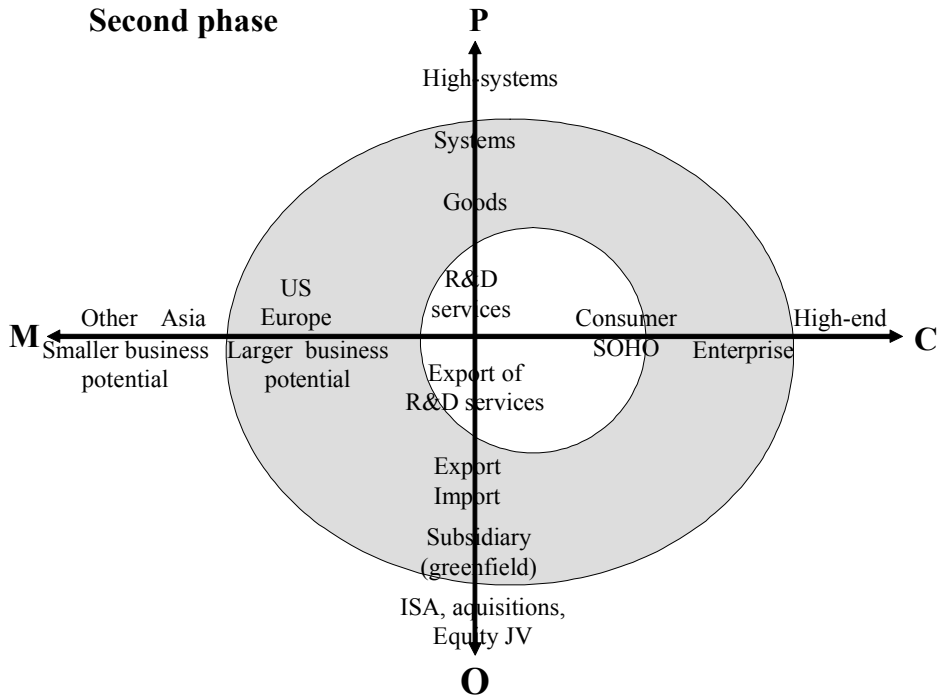 Second phase
P
High-systems
Systems
Goods
R&D
services
US
Europe
Other Asia
Consumer
High-end
M
C
Smaller business
potential
Larger business
potential
SOHO
Enterprise
Export of
R&D services
Export
Import
Subsidiary
(greenfield)
ISA, aquisitions,
Equity JV
O